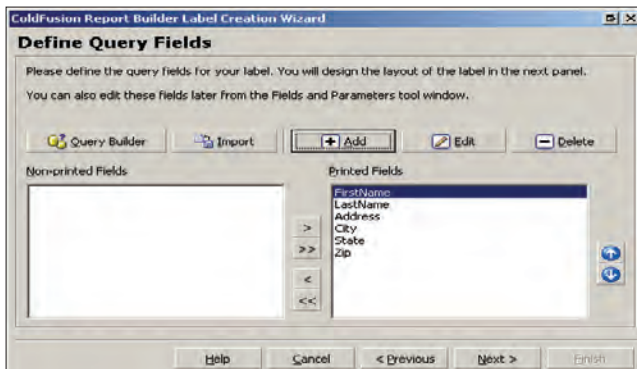 ColdFusion Report Builder Label Creation Wizard
Define Query Fields
Please define the query fields for your label. You will design the layout of the label in the next panel.
You can also edit these fields later from the Fields and Parameters tool window.
Query Builder Import Add Edit Delete
Non-printed Fields Printed Fields
FirstName
LastName
Address
City
State
Zip
>
>>
<
<<
Help Cancel < Previous Next > Finish